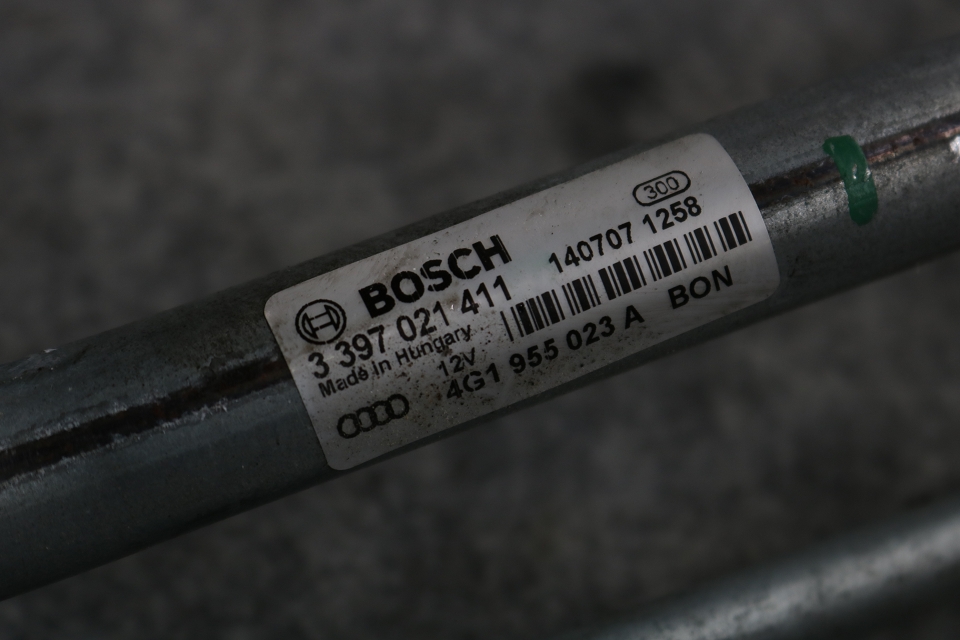 300
BOSCH 140707 1258
3 397 021 411
Made in Hungary
12V
4G1 955 023 A BON